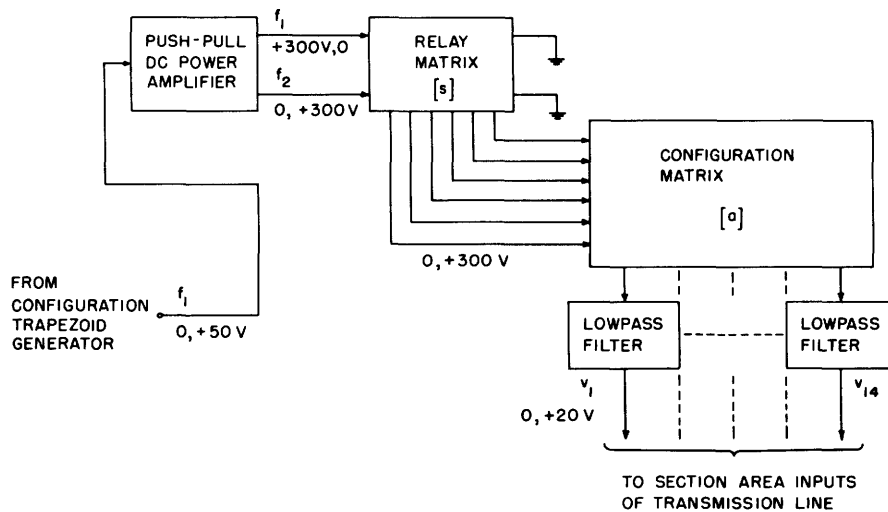 PUSH-PULL
DC POWER
AMPLIFIER
f1
+300V,0
f2
0, +300 V
RELAY
MATRIX
[s]
CONFIGURATION
MATRIX
[a]
0, +300 V
FROM
CONFIGURATION
TRAPEZOID
GENERATOR
f1
0, +50 V
LOWPASS
FILTER
LOWPASS
FILTER
v1
0, +20 V
v14
TO SECTION AREA INPUTS
OF TRANSMISSION LINE